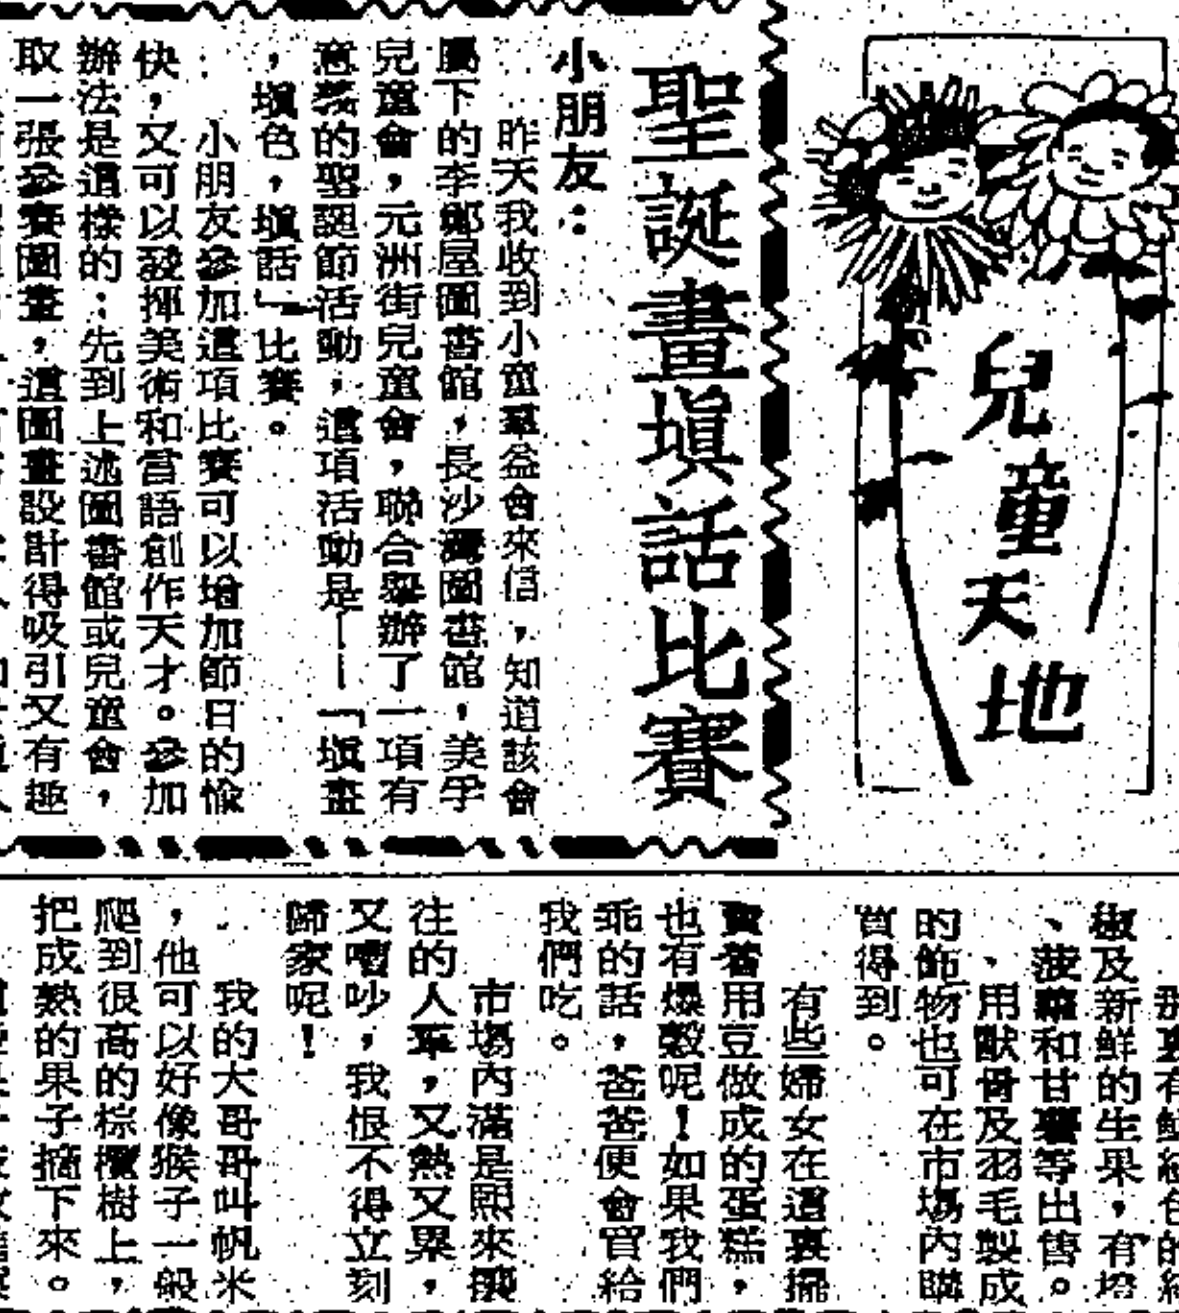 兒童天地
聖誕畫塡話比賽
小朋友：
昨天我收到小童羣益會來信，知道該會
屬下的李鄭屋圖書館，長沙灣圖書館，美孚
兒童會，元洲街兒童會，聯合舉辦了一項有
意義的聖誕節活動，這項活動是——「塡畫
，塡色，塡話」比賽。
小朋友參加這項比賽可以增加節日的愉
快，又可以發揮美術和言語創作天才。參加
辦法是這樣的：先到上述圖書館或兒童會，
取一張參賽圖畫，這圖畫設計得吸引又有趣
那裏有鮮紅色的
椒及新鮮的生果，有橙
、菠蘿和甘薯等出售。
、用獸骨及羽毛製成
的飾物也可在市場內購
買得到。
有些婦女在這裏擺
賣着用豆做成的蛋糕，
也有爆穀呢！如果我們
乖的話，爸爸便會買給
我們吃。
市場內滿是熙來攘
往的人羣，又熱又累，
又嘈吵，我恨不得立刻
歸家呢！
我的大哥哥叫帆米
，他可以好像猴子一般
爬到很高的棕櫚樹上，
把成熟的果子摘下來。